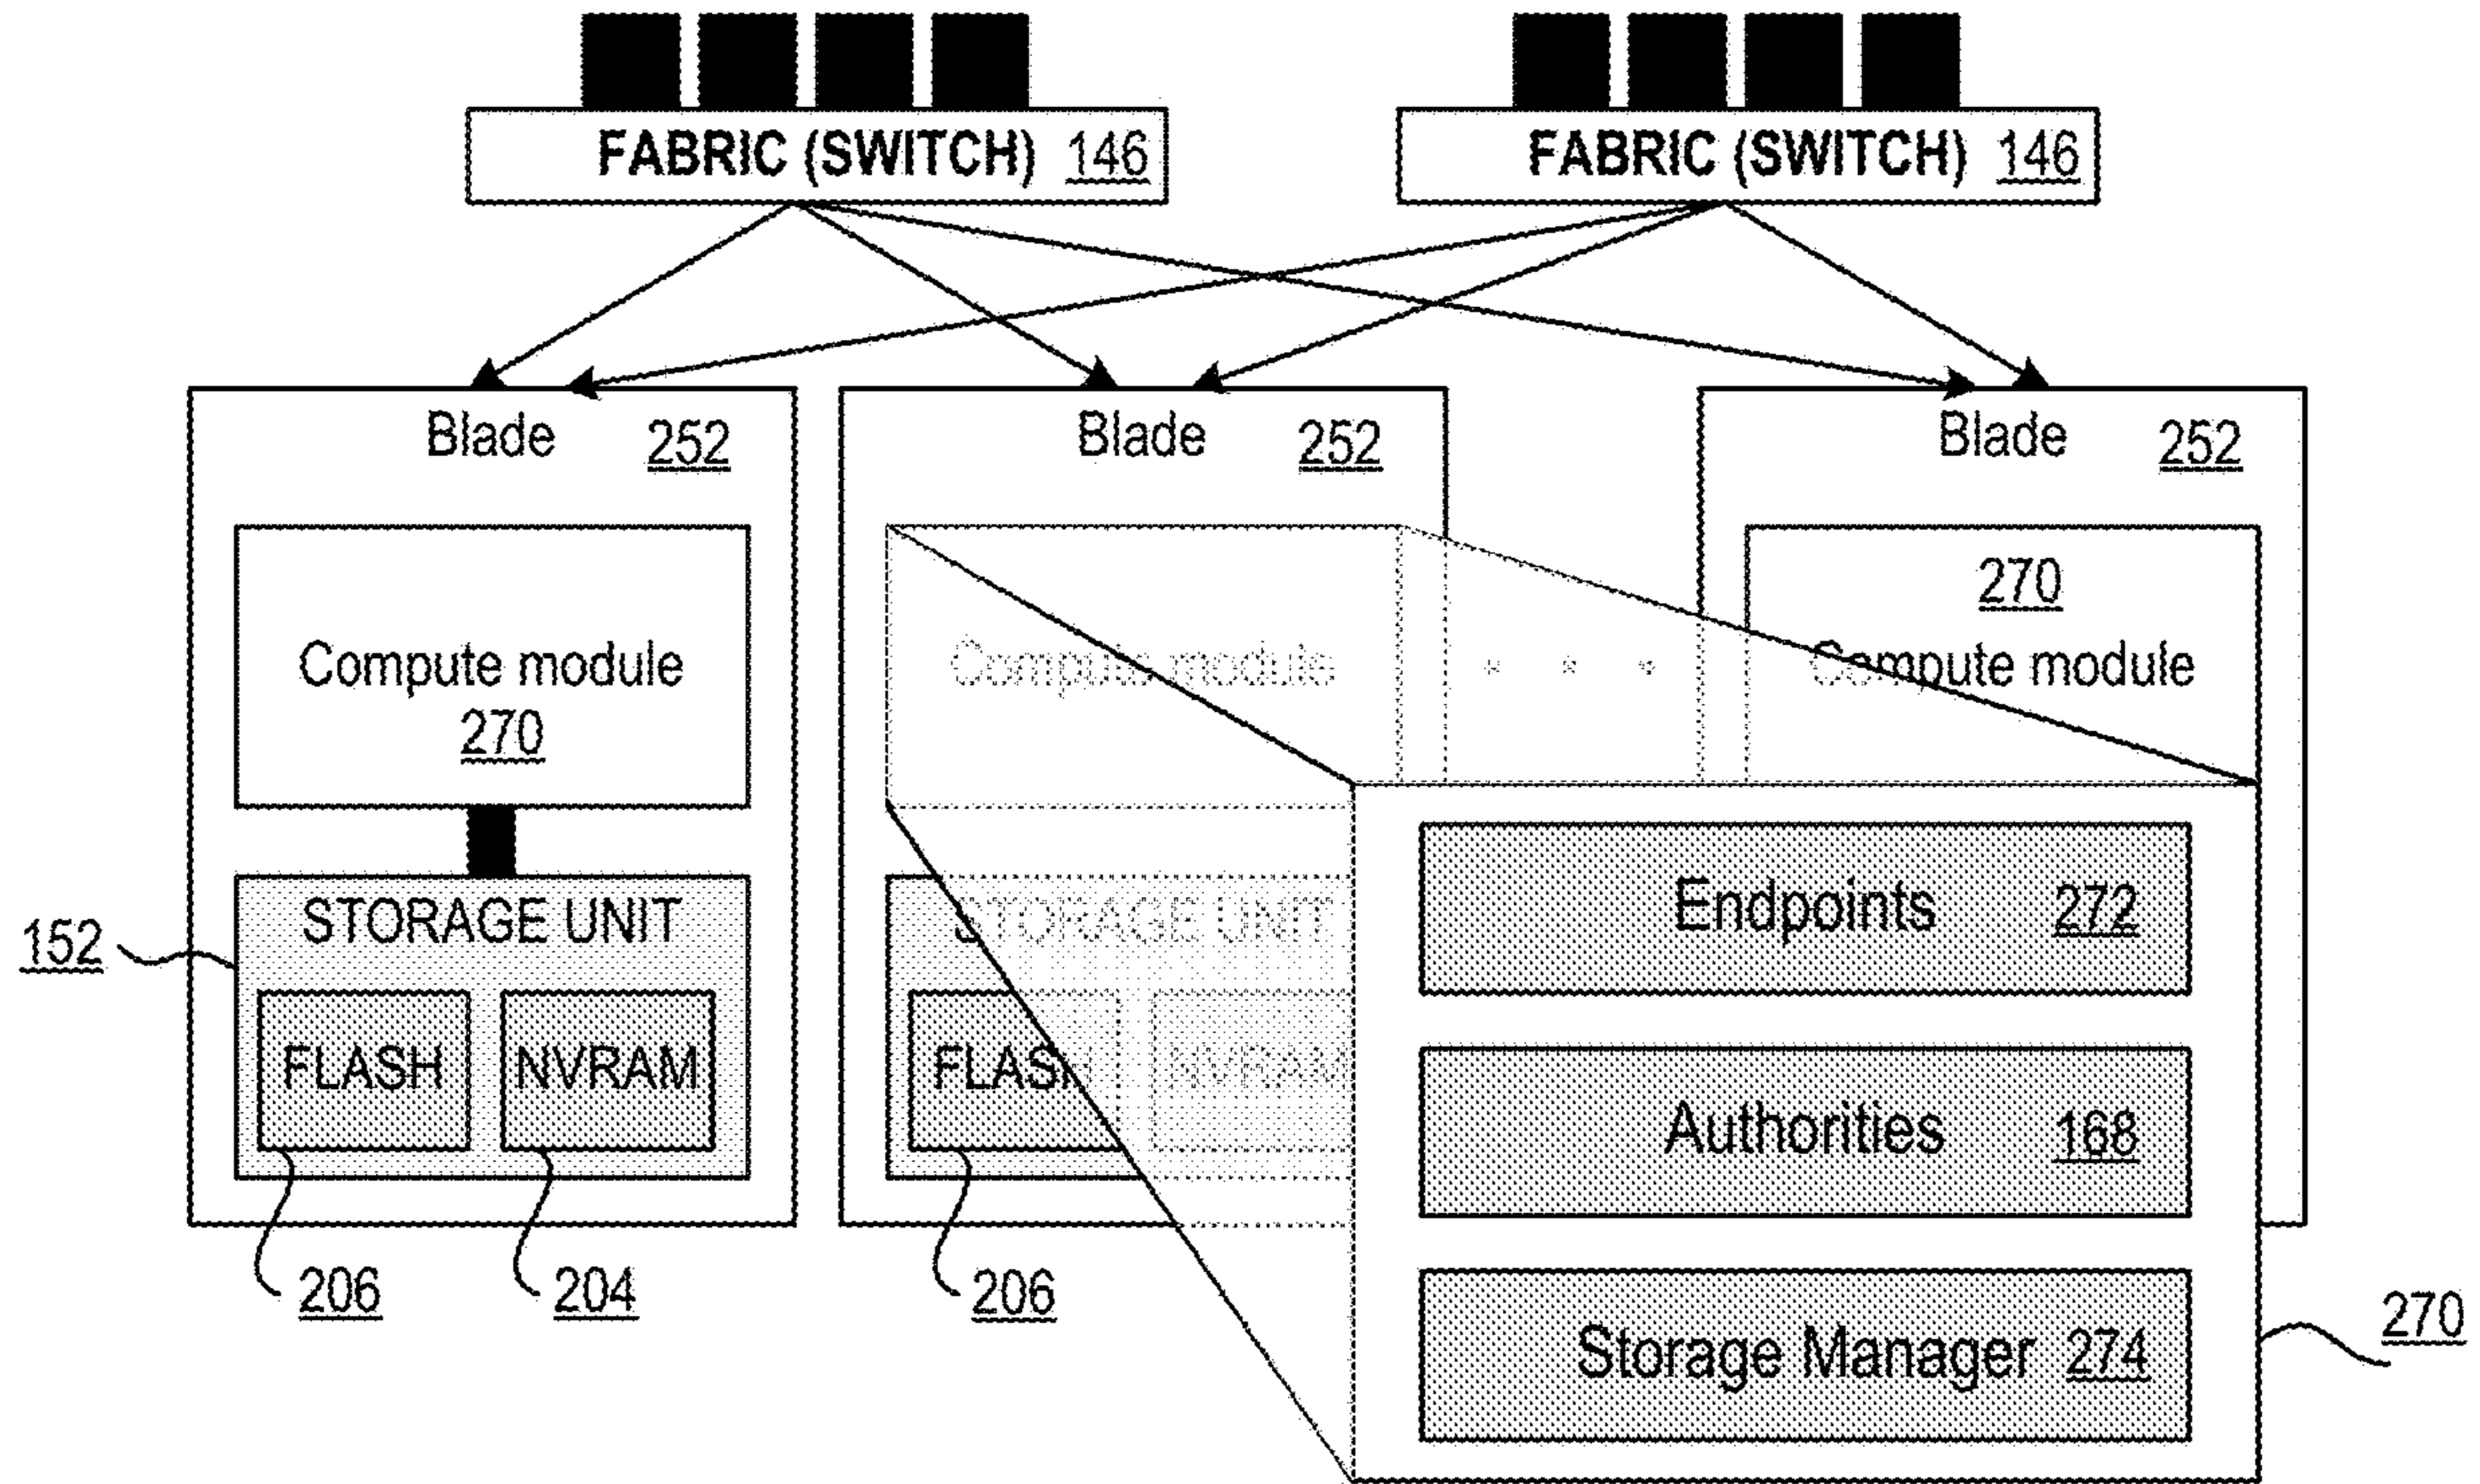 FABRIC (SWITCH) 146
FABRIC (SWITCH) 146
Blade 252
Blade 252
Blade 252
Compute module
270
Compute module
270
Compute module
STORAGE UNIT
152
FLASH
NVRAM
206
204
STORAGE UNIT
FLASH
NVRAM
206
Endpoints 272
Authorities 168
Storage Manager 274
270